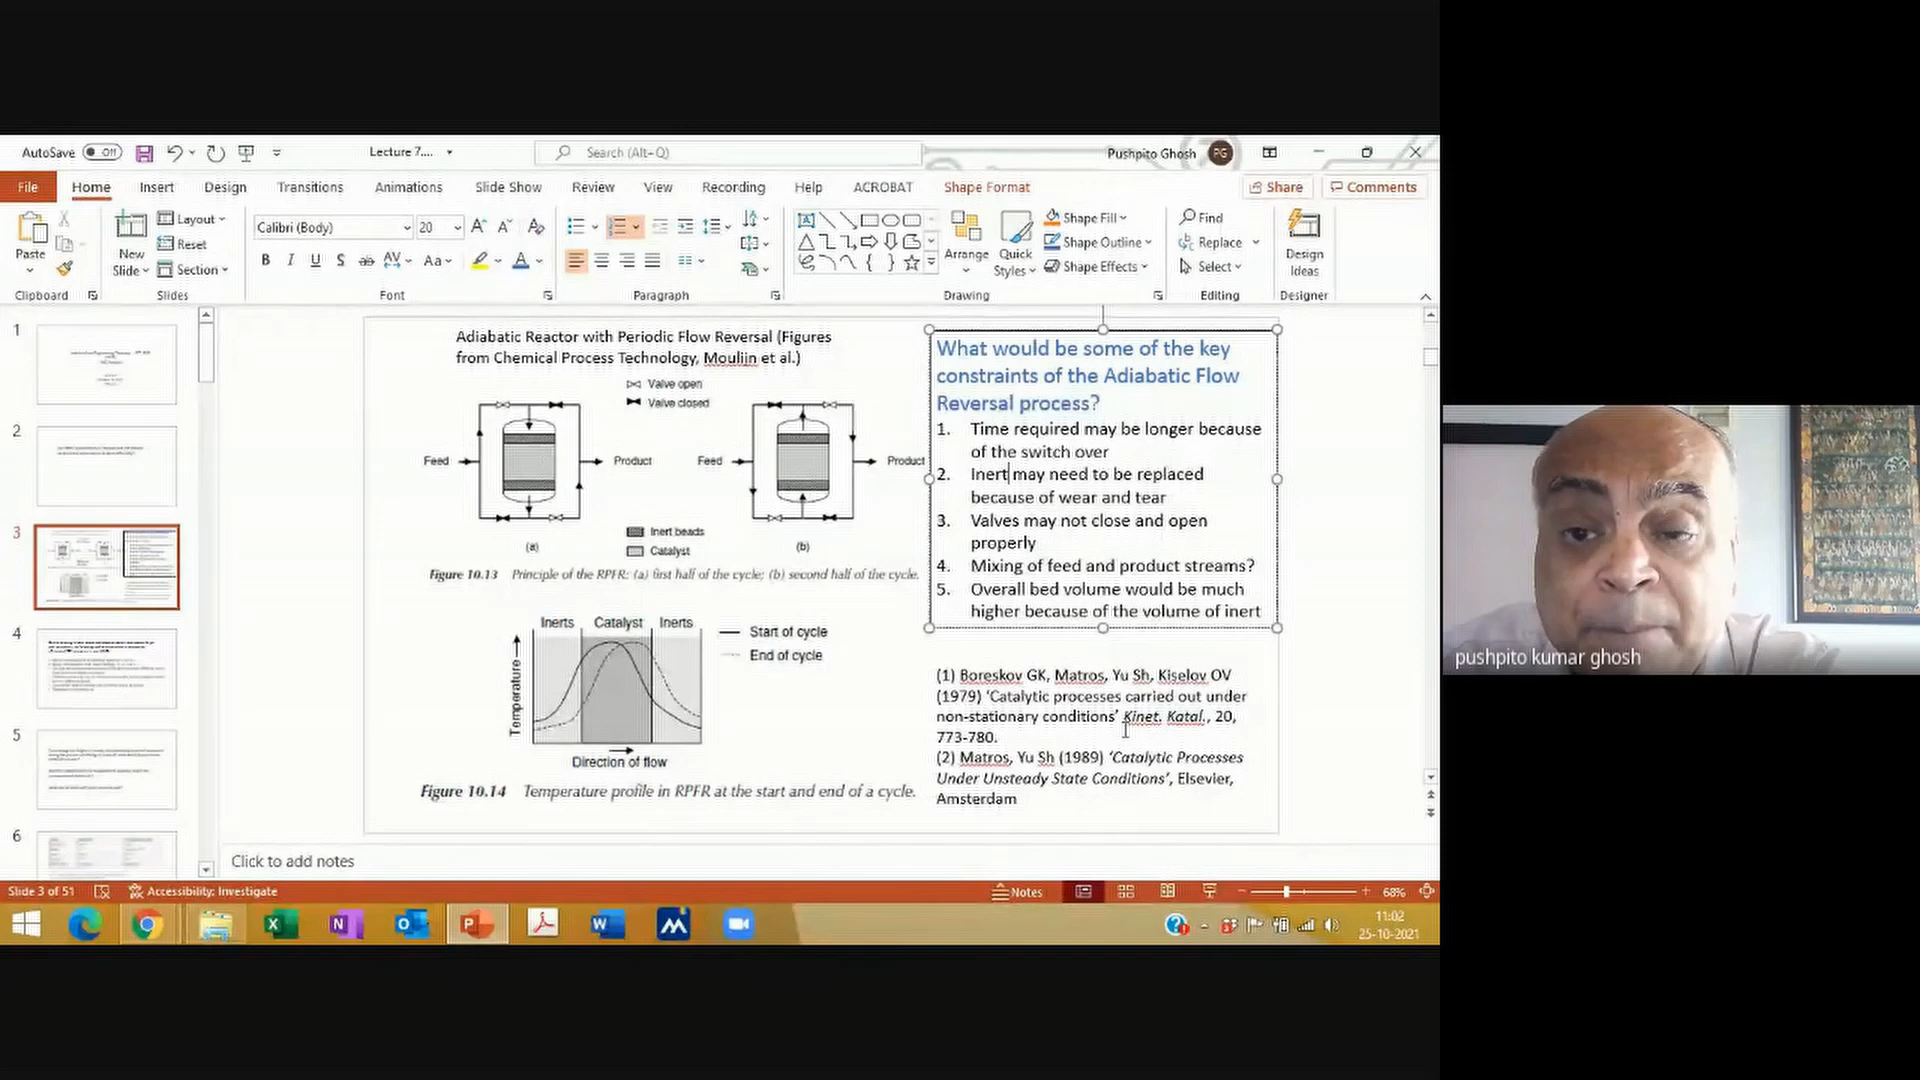 AutoSave Off Lecture 7.... Search (Alt+Q) Pushpito Ghosh PG
File Home Insert Design Transitions Animations Slide Show Review View Recording Help ACROBAT Shape Format Share Comments
Paste
Clipboard
New
Slide
Layout
Reset
Section
Slides
Calibri (Body) 20
B I U S ab AV Aa A
Font
Paragraph
Arrange
Quick
Styles
Shape Fill
Shape Outline
Shape Effects
Drawing
Find
Replace
Select
Editing
Design
Ideas
Designer
1
2
3
4
5
6
Adiabatic Reactor with Periodic Flow Reversal (Figures
from Chemical Process Technology, Moulijn et al.)
Valve open
Valve closed
Feed Product Feed Product
Inert beads
Catalyst
(a) (b)
Figure 10.13 Principle of the RPFR: (a) first half of the cycle; (b) second half of the cycle.
Inerts Catalyst Inerts
Temperature
Start of cycle
End of cycle
Direction of flow
Figure 10.14 Temperature profile in RPFR at the start and end of a cycle.
What would be some of the key
constraints of the Adiabatic Flow
Reversal process?
1. Time required may be longer because
of the switch over
2. Inert may need to be replaced
because of wear and tear
3. Valves may not close and open
properly
4. Mixing of feed and product streams?
5. Overall bed volume would be much
higher because of the volume of inert
(1) Boreskov GK, Matros, Yu Sh, Kiselov OV
(1979) ‘Catalytic processes carried out under
non-stationary conditions’ Kinet. Katal., 20,
773-780.
(2) Matros, Yu Sh (1989) ‘Catalytic Processes
Under Unsteady State Conditions’, Elsevier,
Amsterdam
Click to add notes
Slide 3 of 51 Accessibility: Investigate Notes 68%
11:02
25-10-2021
pushpito kumar ghosh